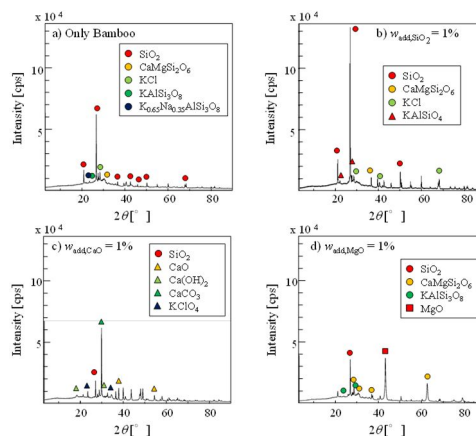 ×10⁴
a) Only Bamboo
SiO₂
CaMgSi₂O₆
KCl
KAlSi₃O₈
K₀.₆₅Na₀.₃₅AlSi₃O₈
10
5
Intensity [cps]
20 40 60 80
2θ[°]
×10⁴
b) wadd,SiO₂ = 1%
SiO₂
CaMgSi₂O₆
KCl
KAlSiO₄
10
5
Intensity [cps]
20 40 60 80
2θ[°]
×10⁴
c) wadd,CaO = 1%
SiO₂
CaO
Ca(OH)₂
CaCO₃
KClO₄
10
5
Intensity [cps]
20 40 60 80
2θ[°]
×10⁴
d) wadd,MgO = 1%
SiO₂
CaMgSi₂O₆
KAlSi₃O₈
MgO
10
5
Intensity [cps]
20 40 60 80
2θ[°]